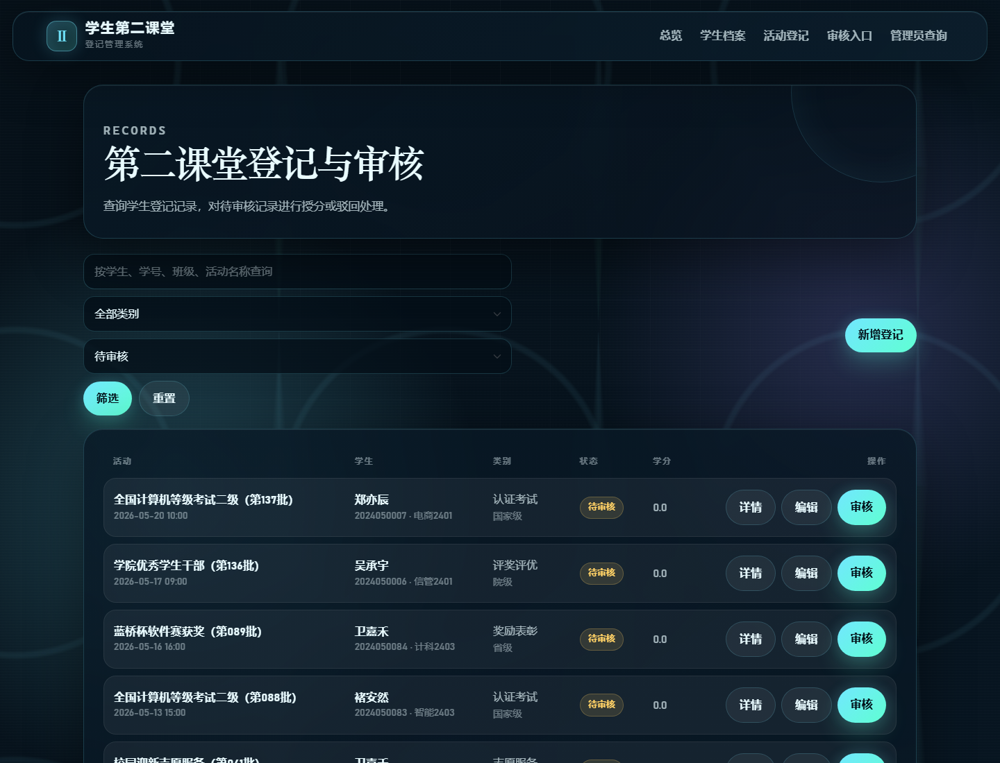 II
学生第二课堂
登记管理系统
总览 学生档案 活动登记 审核入口 管理员查询
RECORDS
第二课堂登记与审核
查询学生登记记录，对待审核记录进行授分或驳回处理。
按学生、学号、班级、活动名称查询
全部类别
待审核
新增登记
筛选 重置
活动 学生 类别 状态 学分 操作
全国计算机等级考试二级（第137批） 郑亦辰 认证考试 待审核 0.0 详情 编辑 审核
2026-05-20 10:00 2024050007 · 电商2401 国家级
学院优秀学生干部（第136批） 吴承宇 评奖评优 待审核 0.0 详情 编辑 审核
2026-05-17 09:00 2024050006 · 信管2401 院级
蓝桥杯软件赛获奖（第089批） 卫嘉禾 奖励表彰 待审核 0.0 详情 编辑 审核
2026-05-16 16:00 2024050084 · 计科2403 省级
全国计算机等级考试二级（第088批） 褚安然 认证考试 待审核 0.0 详情 编辑 审核
2026-05-13 15:00 2024050083 · 智能2403 国家级